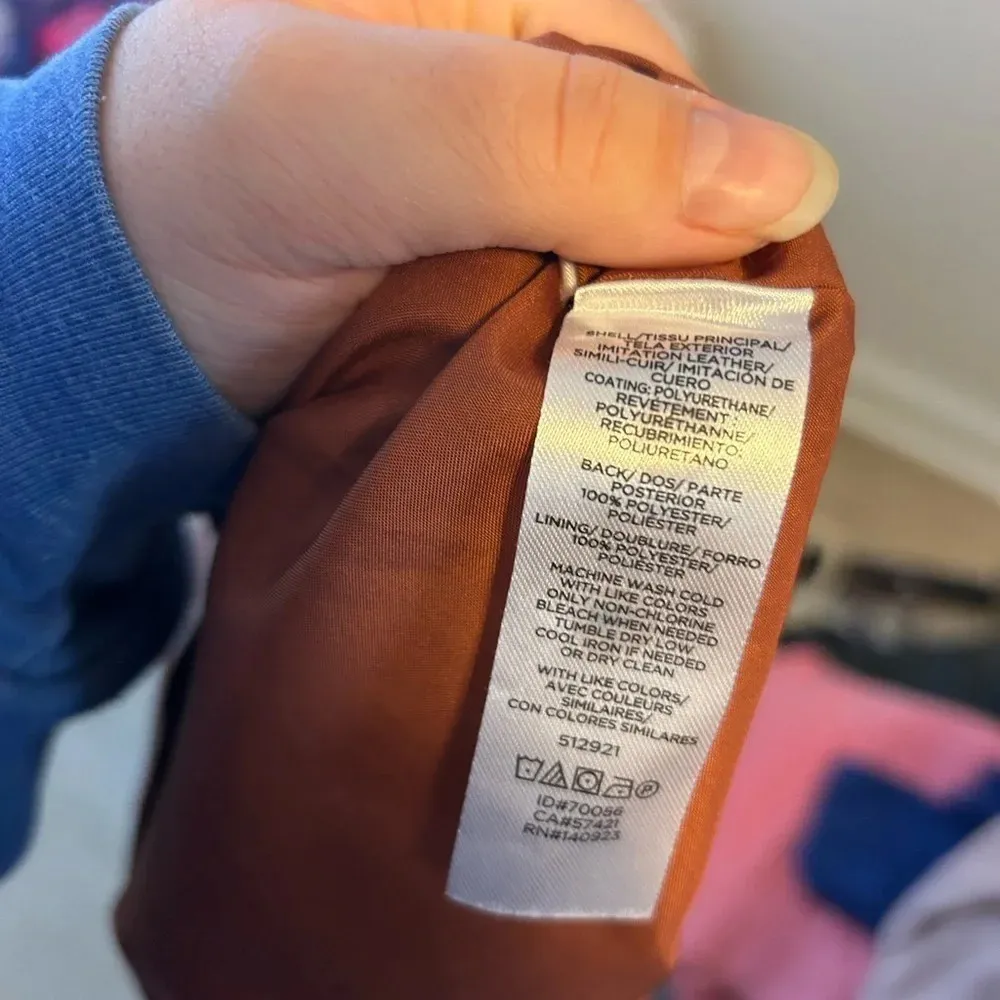 SHELL/TISSU PRINCIPAL/
TELA EXTERIOR
IMITATION LEATHER/
SIMILI-CUIR/ IMITACIÓN DE
CUERO
COATING: POLYURETHANE/
REVETEMENT :
POLYURETHANNE/
RECUBRIMIENTO:
POLIURETANO
BACK/ DOS/ PARTE
POSTERIOR
100% POLYESTER/
POLIÉSTER
LINING/ DOUBLURE/ FORRO
100% POLYESTER/
POLIÉSTER
MACHINE WASH COLD
WITH LIKE COLORS
ONLY NON-CHLORINE
BLEACH WHEN NEEDED
TUMBLE DRY LOW
COOL IRON IF NEEDED
OR DRY CLEAN
WITH LIKE COLORS/
AVEC COULEURS
SIMILAIRES/
CON COLORES SIMILARES
512921
P
ID#70056
CA#57421
RN#140923